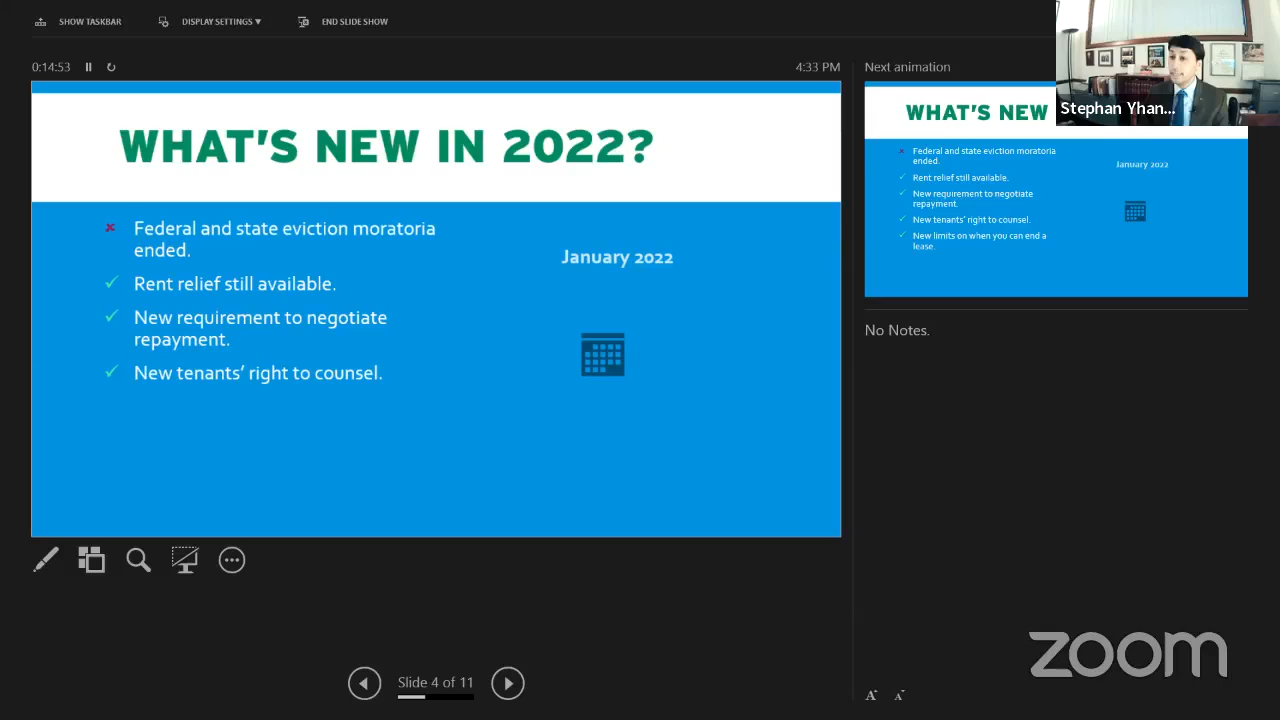 SHOW TASKBAR
DISPLAY SETTINGS ▼
END SLIDE SHOW
0:14:53
4:33 PM
WHAT'S NEW IN 2022?
Federal and state eviction moratoria
ended.
Rent relief still available.
New requirement to negotiate
repayment.
New tenants' right to counsel.
January 2022
Slide 4 of 11
Next animation
Stephan Yhan...
WHAT'S NEW
Federal and state eviction moratoria
ended.
Rent relief still available.
New requirement to negotiate
repayment.
New tenants' right to counsel.
New limits on when you can end a
lease.
January 2022
No Notes.
zoom
A A